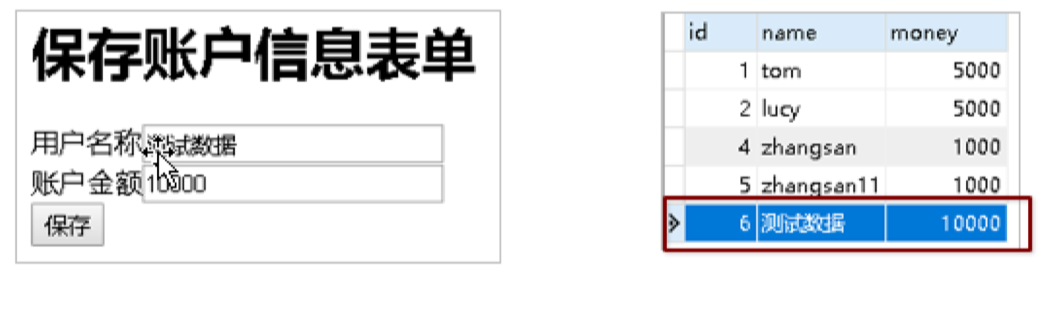 保存账户信息表单
用户名称 测试数据
账户金额 10000
保存
id name money
1 tom 5000
2 lucy 5000
4 zhangsan 1000
5 zhangsan11 1000
6 测试数据 10000